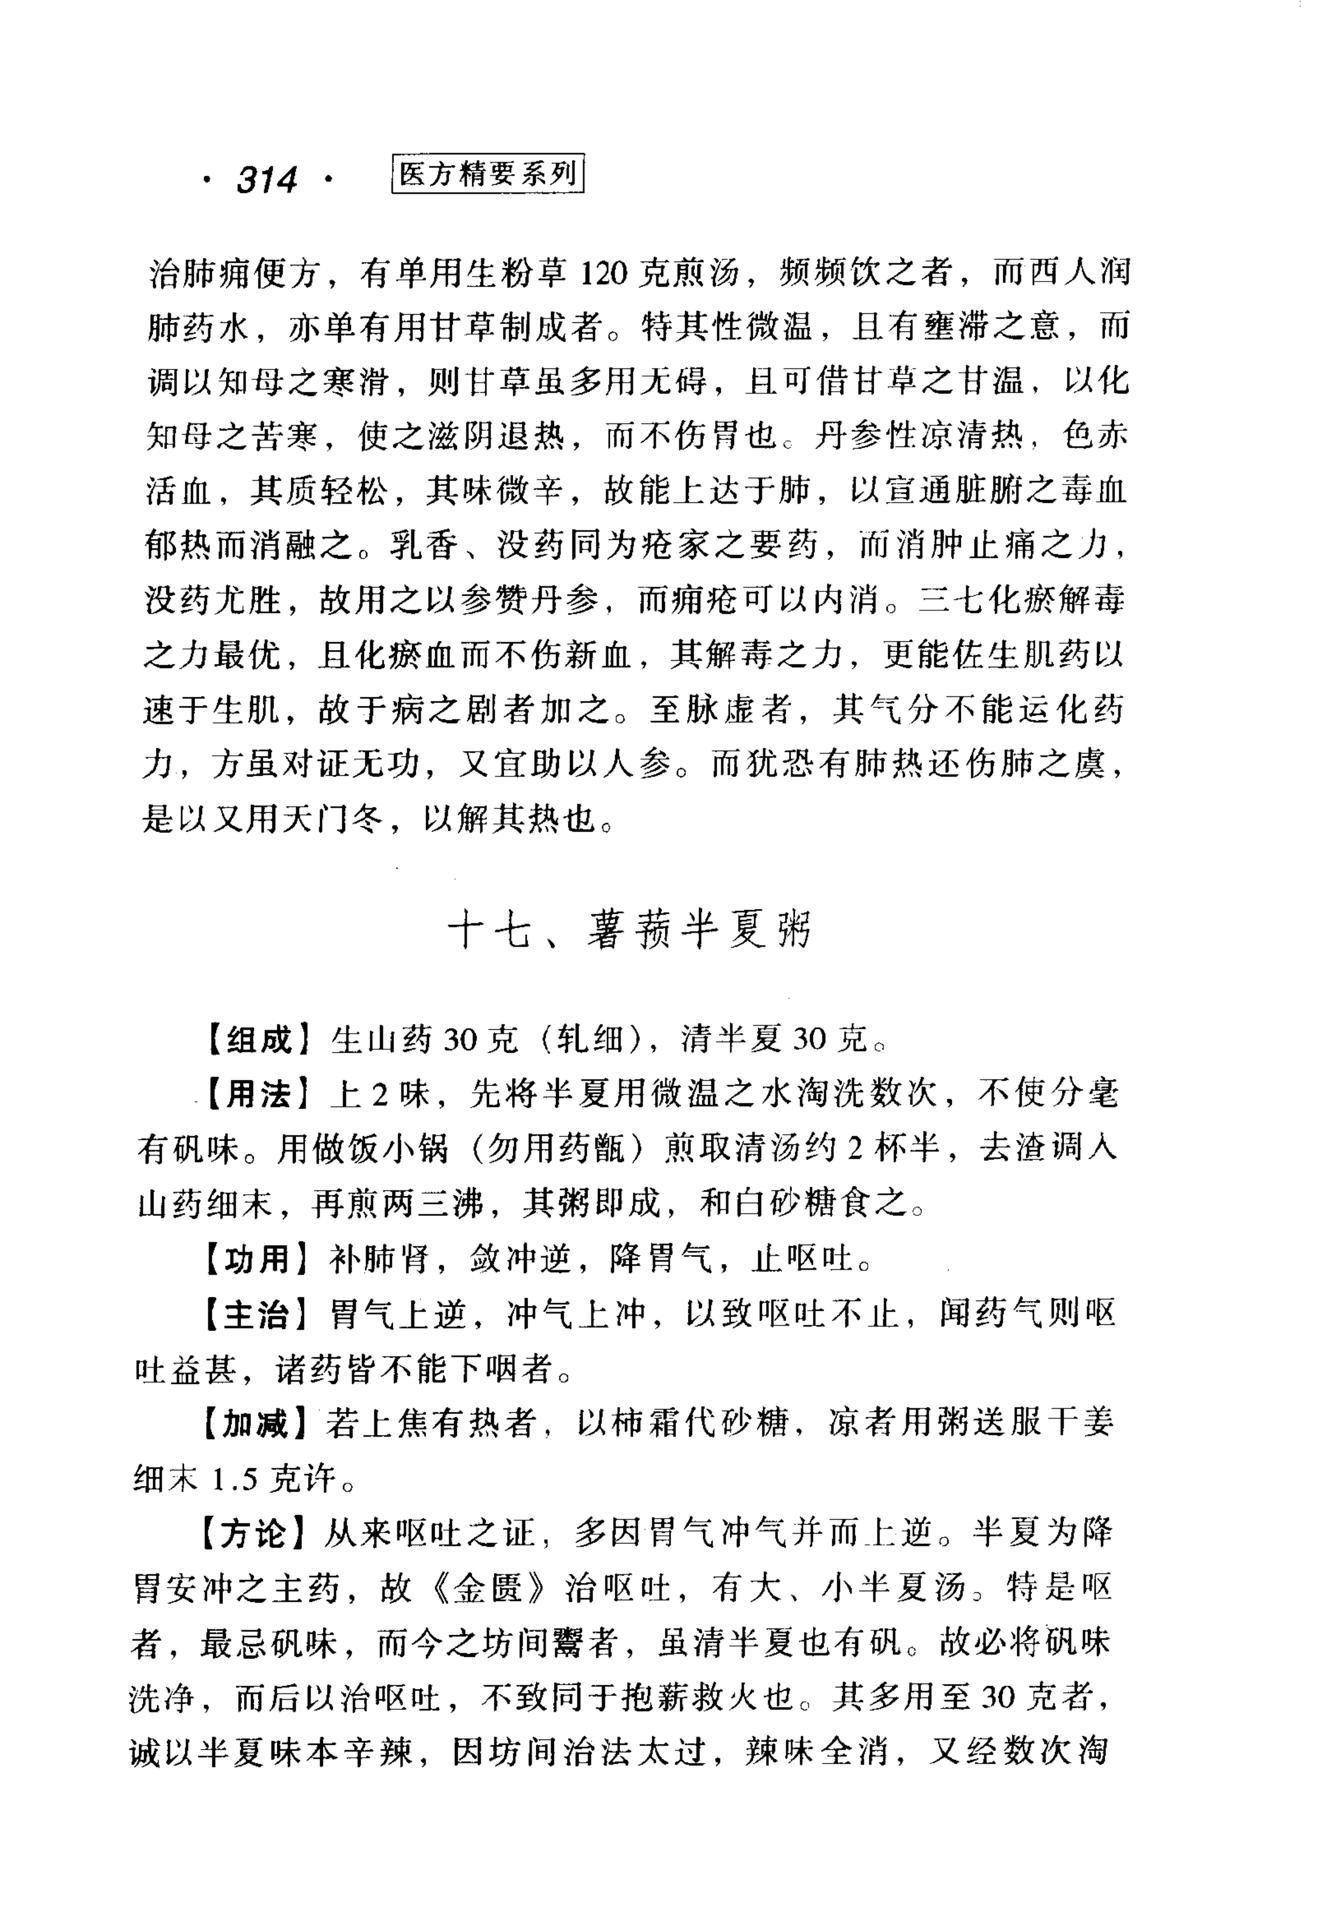 · 314 · 医方精要系列
治肺痈便方，有单用生粉草 120 克煎汤，频频饮之者，而西人润
肺药水，亦单有用甘草制成者。特其性微温，且有壅滞之意，而
调以知母之寒滑，则甘草虽多用无碍，且可借甘草之甘温，以化
知母之苦寒，使之滋阴退热，而不伤胃也。丹参性凉清热，色赤
活血，其质轻松，其味微辛，故能上达于肺，以宣通脏腑之毒血
郁热而消融之。乳香、没药同为疮家之要药，而消肿止痛之力，
没药尤胜，故用之以参赞丹参，而痈疮可以内消。三七化瘀解毒
之力最优，且化瘀血而不伤新血，其解毒之力，更能佐生肌药以
速于生肌，故于病之剧者加之。至脉虚者，其气分不能运化药
力，方虽对证无功，又宜助以人参。而犹恐有肺热还伤肺之虞，
是以又用天门冬，以解其热也。
十七、薯蓣半夏粥
【组成】生山药 30 克（轧细），清半夏 30 克。
【用法】上 2 味，先将半夏用微温之水淘洗数次，不使分毫
有矾味。用做饭小锅（勿用药甑）煎取清汤约 2 杯半，去渣调入
山药细末，再煎两三沸，其粥即成，和白砂糖食之。
【功用】补肺肾，敛冲逆，降胃气，止呕吐。
【主治】胃气上逆，冲气上冲，以致呕吐不止，闻药气则呕
吐益甚，诸药皆不能下咽者。
【加减】若上焦有热者，以柿霜代砂糖，凉者用粥送服干姜
细末 1.5 克许。
【方论】从来呕吐之证，多因胃气冲气并而上逆。半夏为降
胃安冲之主药，故《金匮》治呕吐，有大、小半夏汤。特是呕
者，最忌矾味，而今之坊间鬻者，虽清半夏也有矾。故必将矾味
洗净，而后以治呕吐，不致同于抱薪救火也。其多用至 30 克者，
诚以半夏味本辛辣，因坊间治法太过，辣味全消，又经数次淘